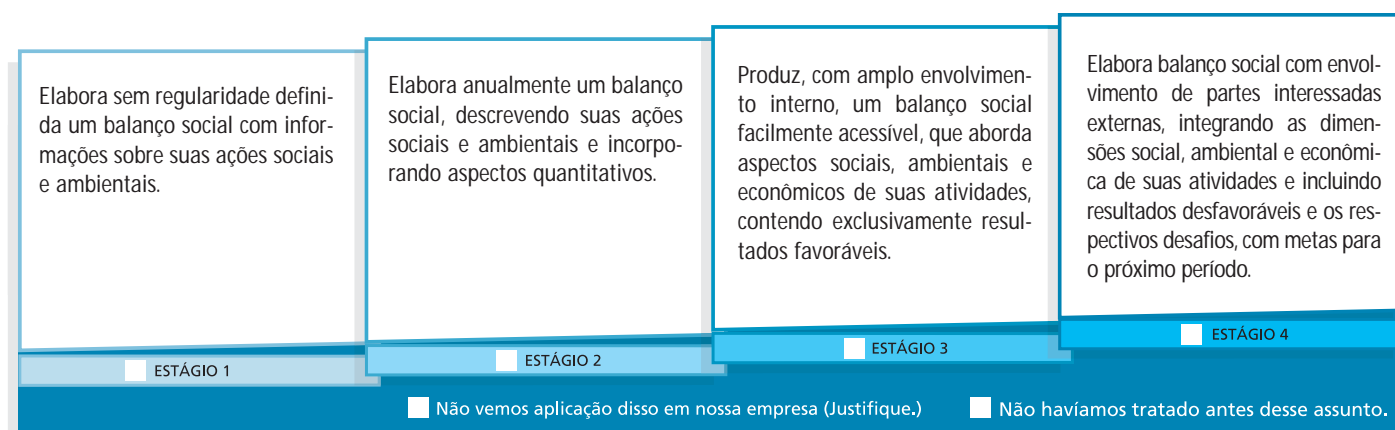 Elabora sem regularidade defini-
da um balanço social com infor-
mações sobre suas ações sociais
e ambientais.
ESTÁGIO 1
Elabora anualmente um balanço
social, descrevendo suas ações
sociais e ambientais e incorpo-
rando aspectos quantitativos.
ESTÁGIO 2
Produz, com amplo envolvimen-
to interno, um balanço social
facilmente acessível, que aborda
aspectos sociais, ambientais e
econômicos de suas atividades,
contendo exclusivamente resul-
tados favoráveis.
ESTÁGIO 3
Elabora balanço social com envol-
vimento de partes interessadas
externas, integrando as dimen-
sões social, ambiental e econômi-
ca de suas atividades e incluindo
resultados desfavoráveis e os res-
pectivos desafios, com metas para
o próximo período.
ESTÁGIO 4
Não vemos aplicação disso em nossa empresa (Justifique.)
Não havíamos tratado antes desse assunto.